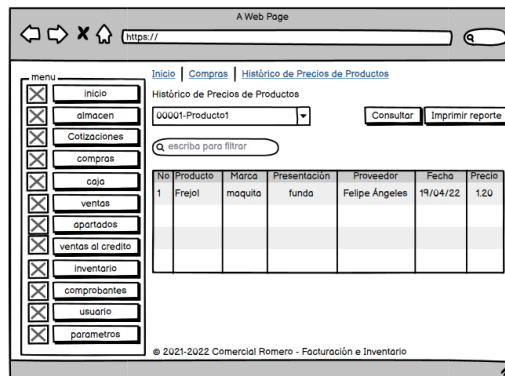 A Web Page
https://
menu
Inicio | Compras | Histórico de Precios de Productos
Histórico de Precios de Productos
00001-Producto1
Consultar
Imprimir reporte
escriba para filtrar
inicio
almacen
Cotizaciones
compras
caja
ventas
apartados
ventas al credito
inventario
comprobantes
usuario
parametros
No Producto Marca Presentación Proveedor Fecha Precio
1 Frejol maquita funda Felipe Ángeles 19/04/22 1.20
© 2021-2022 Comercial Romero - Facturación e Inventario